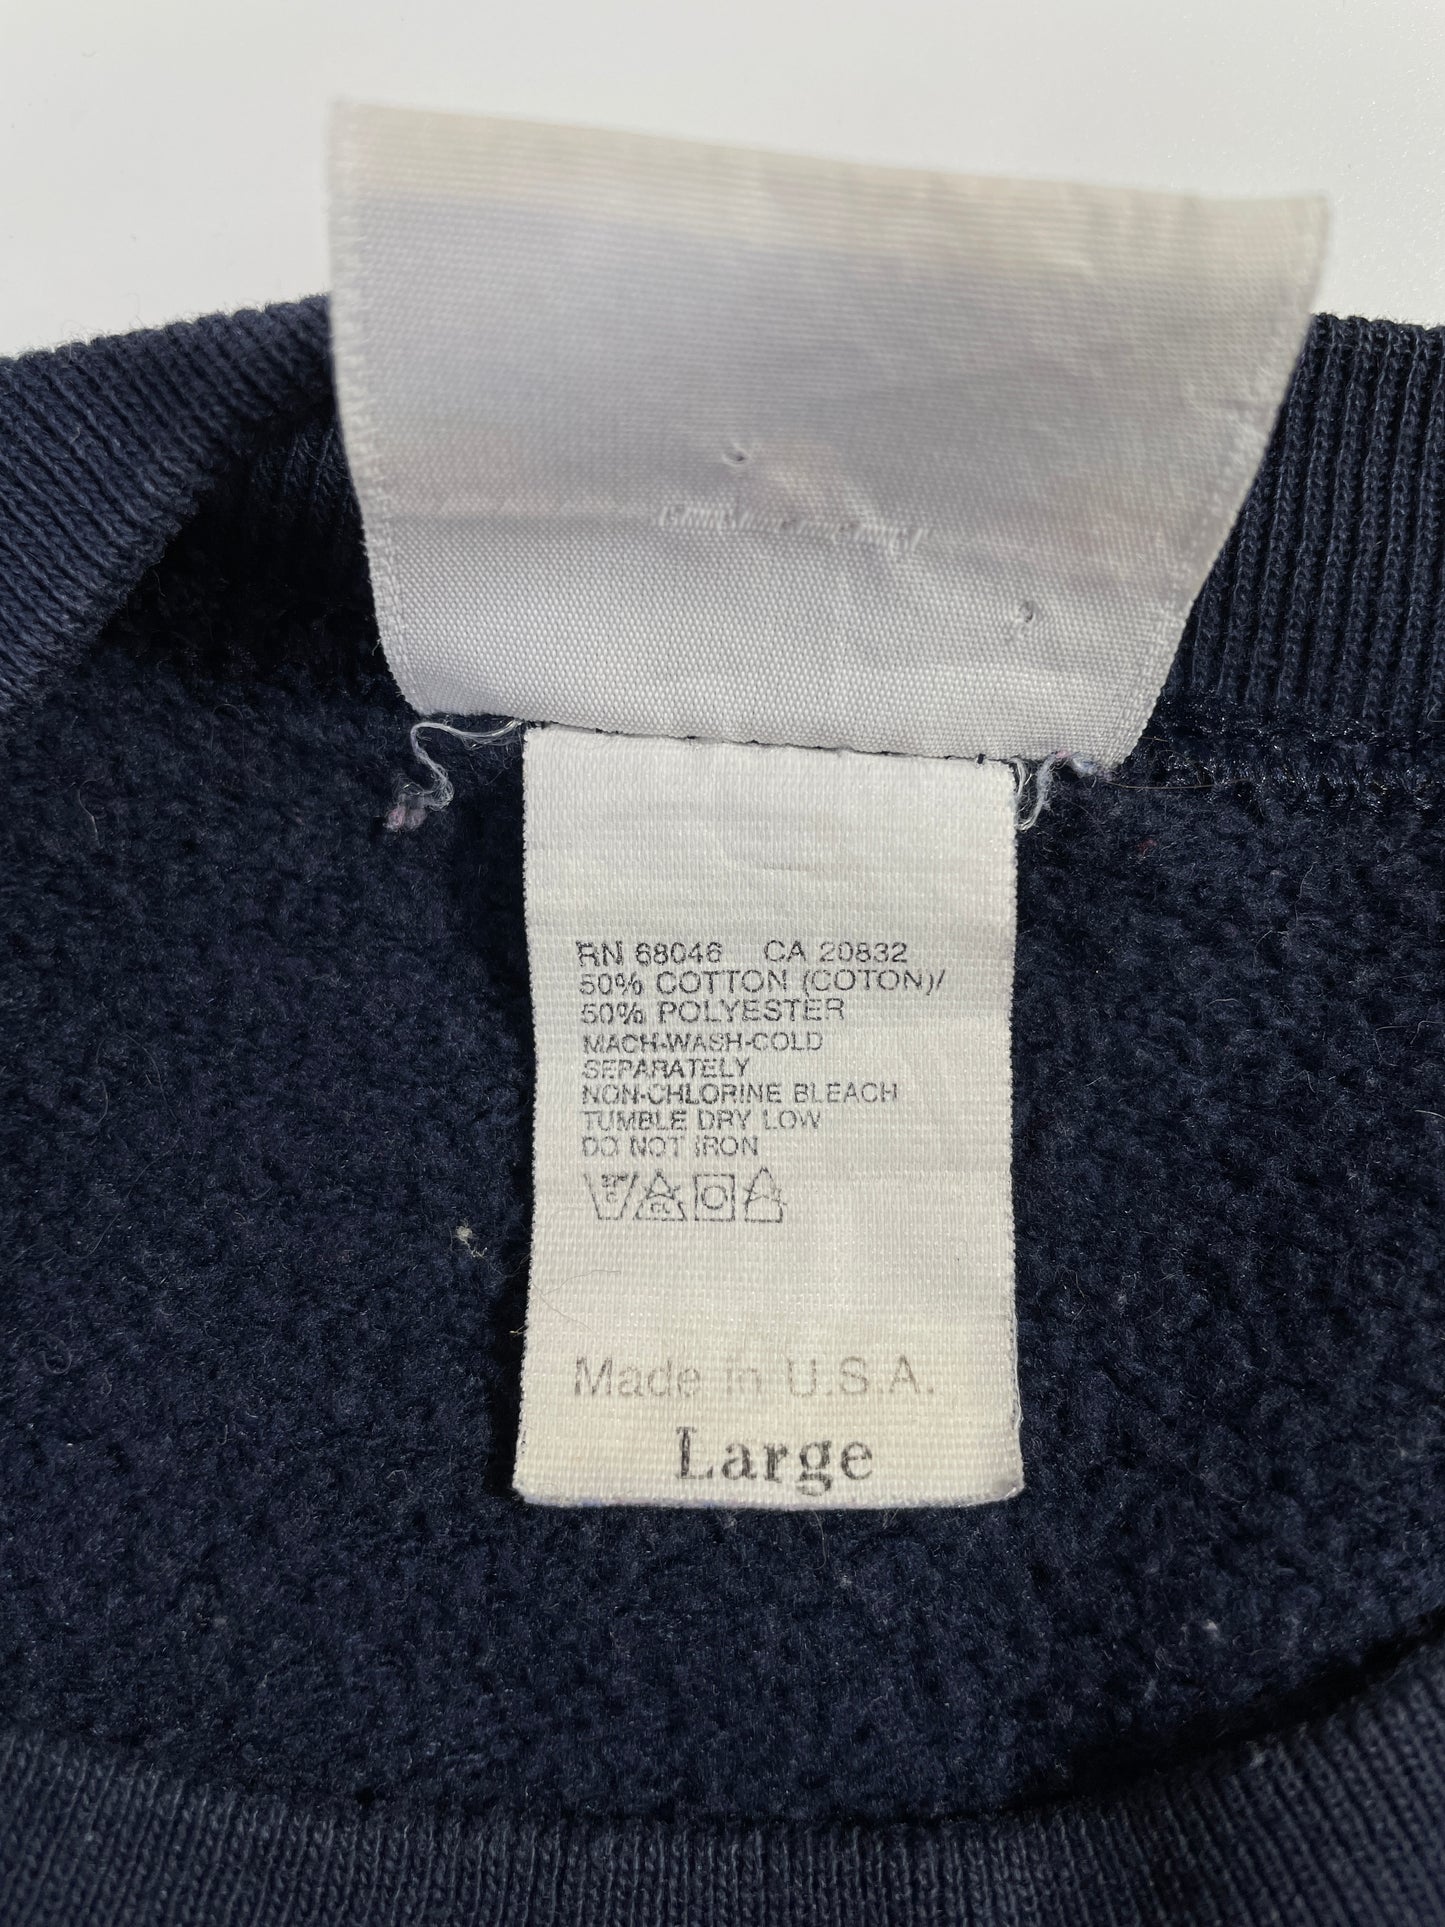 RN 68046 CA 20832
50% COTTON (COTON)/
50% POLYESTER
MACH-WASH-COLD
SEPARATELY
NON-CHLORINE BLEACH
TUMBLE DRY LOW
DO NOT IRON
CL
Made in U.S.A.
Large